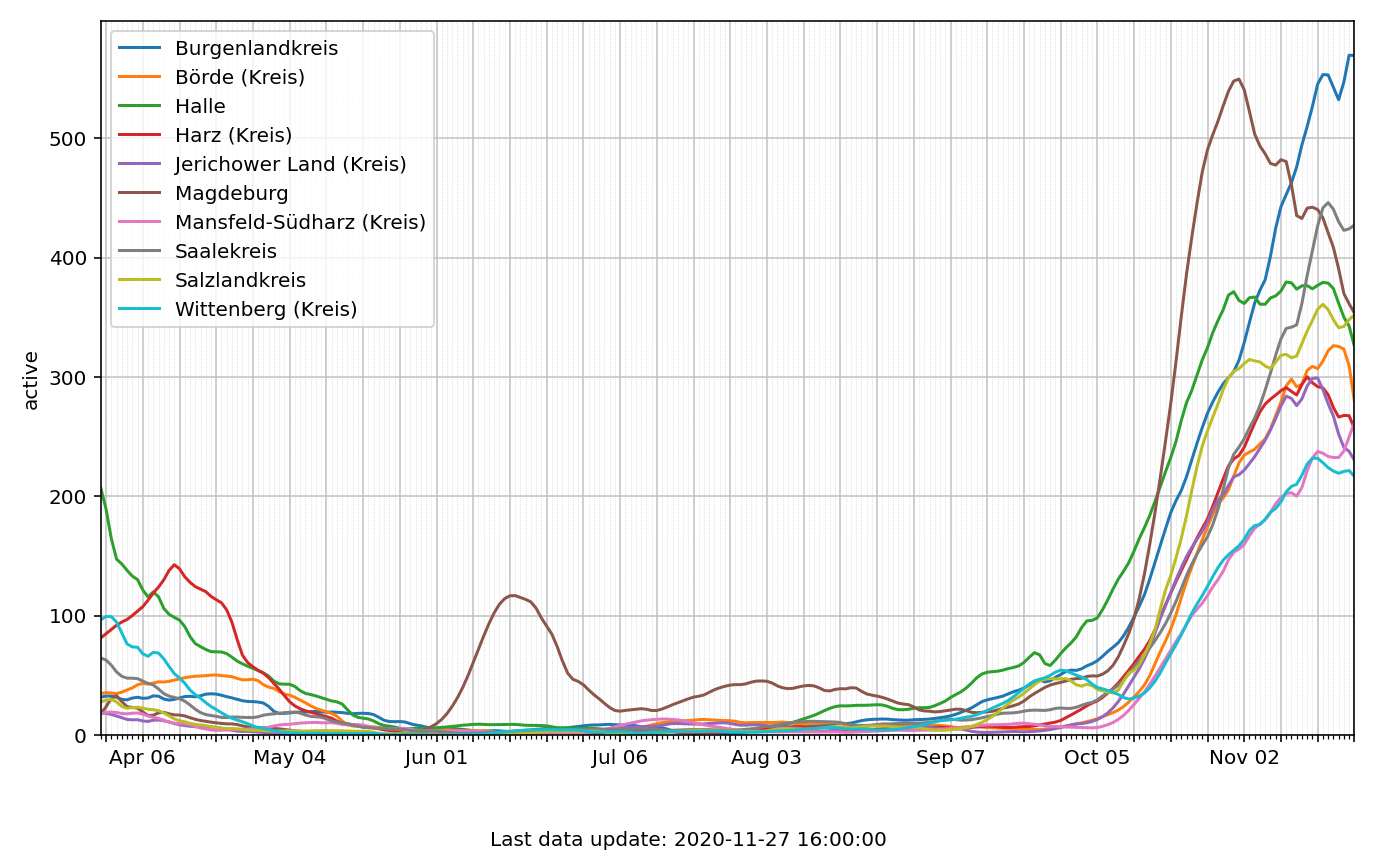 Burgenlandkreis
Börde (Kreis)
Halle
Harz (Kreis)
Jerichower Land (Kreis)
Magdeburg
Mansfeld-Südharz (Kreis)
Saalekreis
Salzlandkreis
Wittenberg (Kreis)
500
400
300
200
100
0
active
Apr 06 May 04 Jun 01 Jul 06 Aug 03 Sep 07 Oct 05 Nov 02
Last data update: 2020-11-27 16:00:00